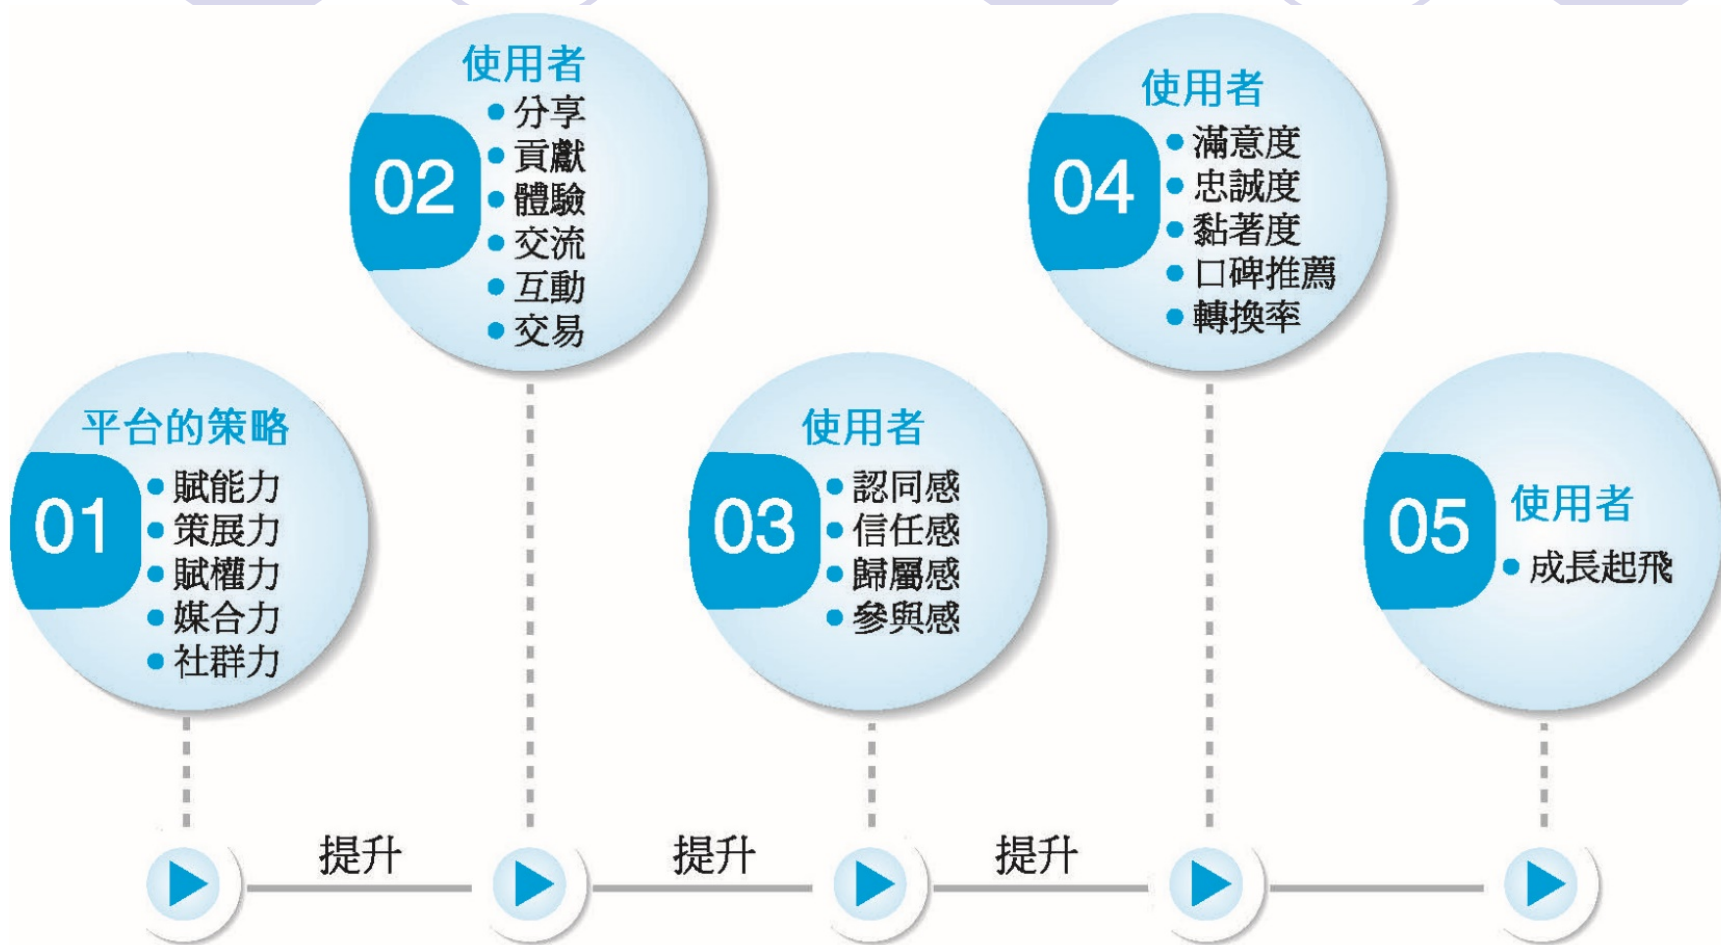 01
平台的策略
賦能力
策展力
賦權力
媒合力
社群力
02
使用者
分享
貢獻
體驗
交流
互動
交易
03
使用者
認同感
信任感
歸屬感
參與感
04
使用者
滿意度
忠誠度
黏著度
口碑推薦
轉換率
05
使用者
成長起飛
提升
提升
提升